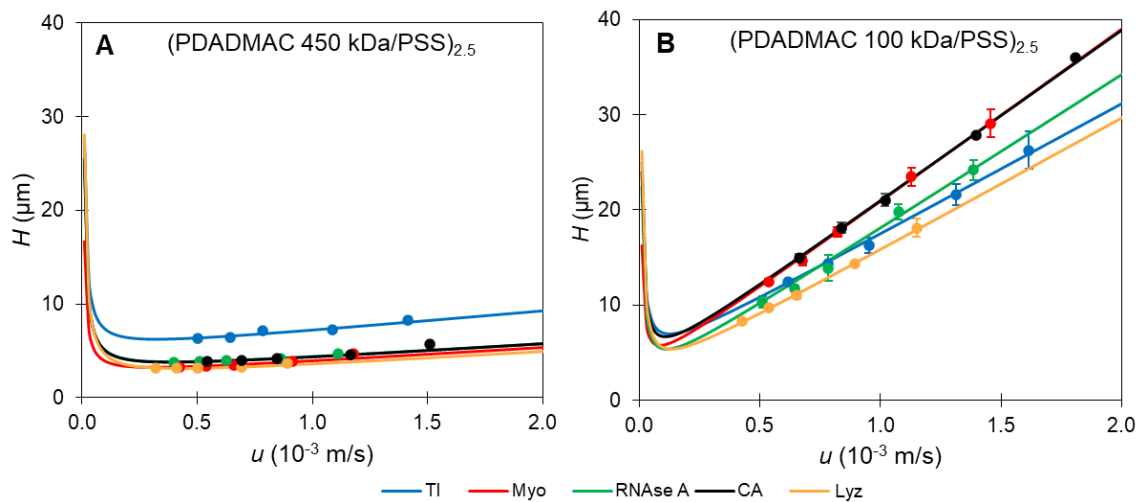 A
(PDADMAC 450 kDa/PSS)2.5
40
30
20
10
0
H (μm)
0.0 0.5 1.0 1.5 2.0
u (10-3 m/s)
B
(PDADMAC 100 kDa/PSS)2.5
40
30
20
10
0
H (μm)
0.0 0.5 1.0 1.5 2.0
u (10-3 m/s)
TI Myo RNAse A CA Lyz